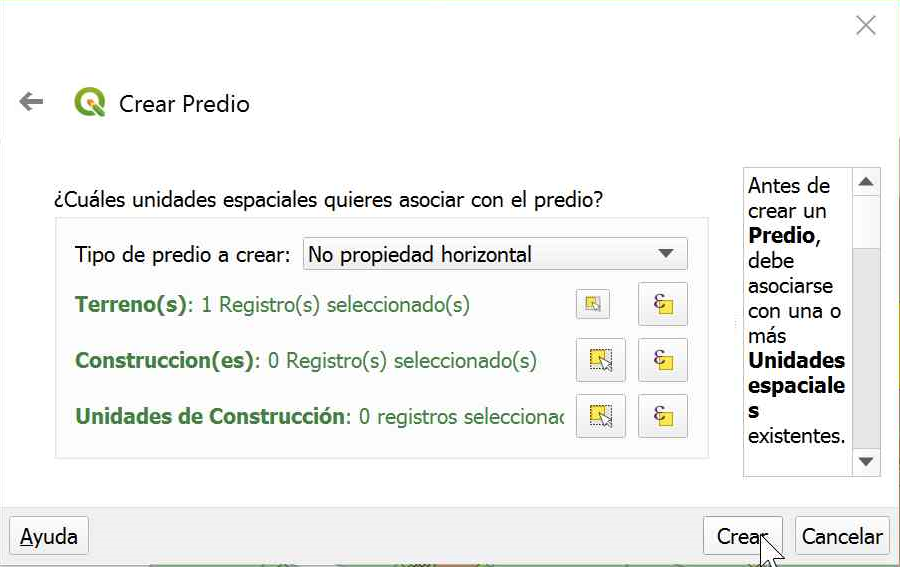 Crear Predio
¿Cuáles unidades espaciales quieres asociar con el predio?
Tipo de predio a crear: No propiedad horizontal
Terreno(s): 1 Registro(s) seleccionado(s)
Construccion(es): 0 Registro(s) seleccionado(s)
Unidades de Construcción: 0 registros seleccionad
Antes de
crear un
Predio,
debe
asociarse
con una o
más
Unidades
espaciale
s
existentes.
Ayuda
Crear
Cancelar